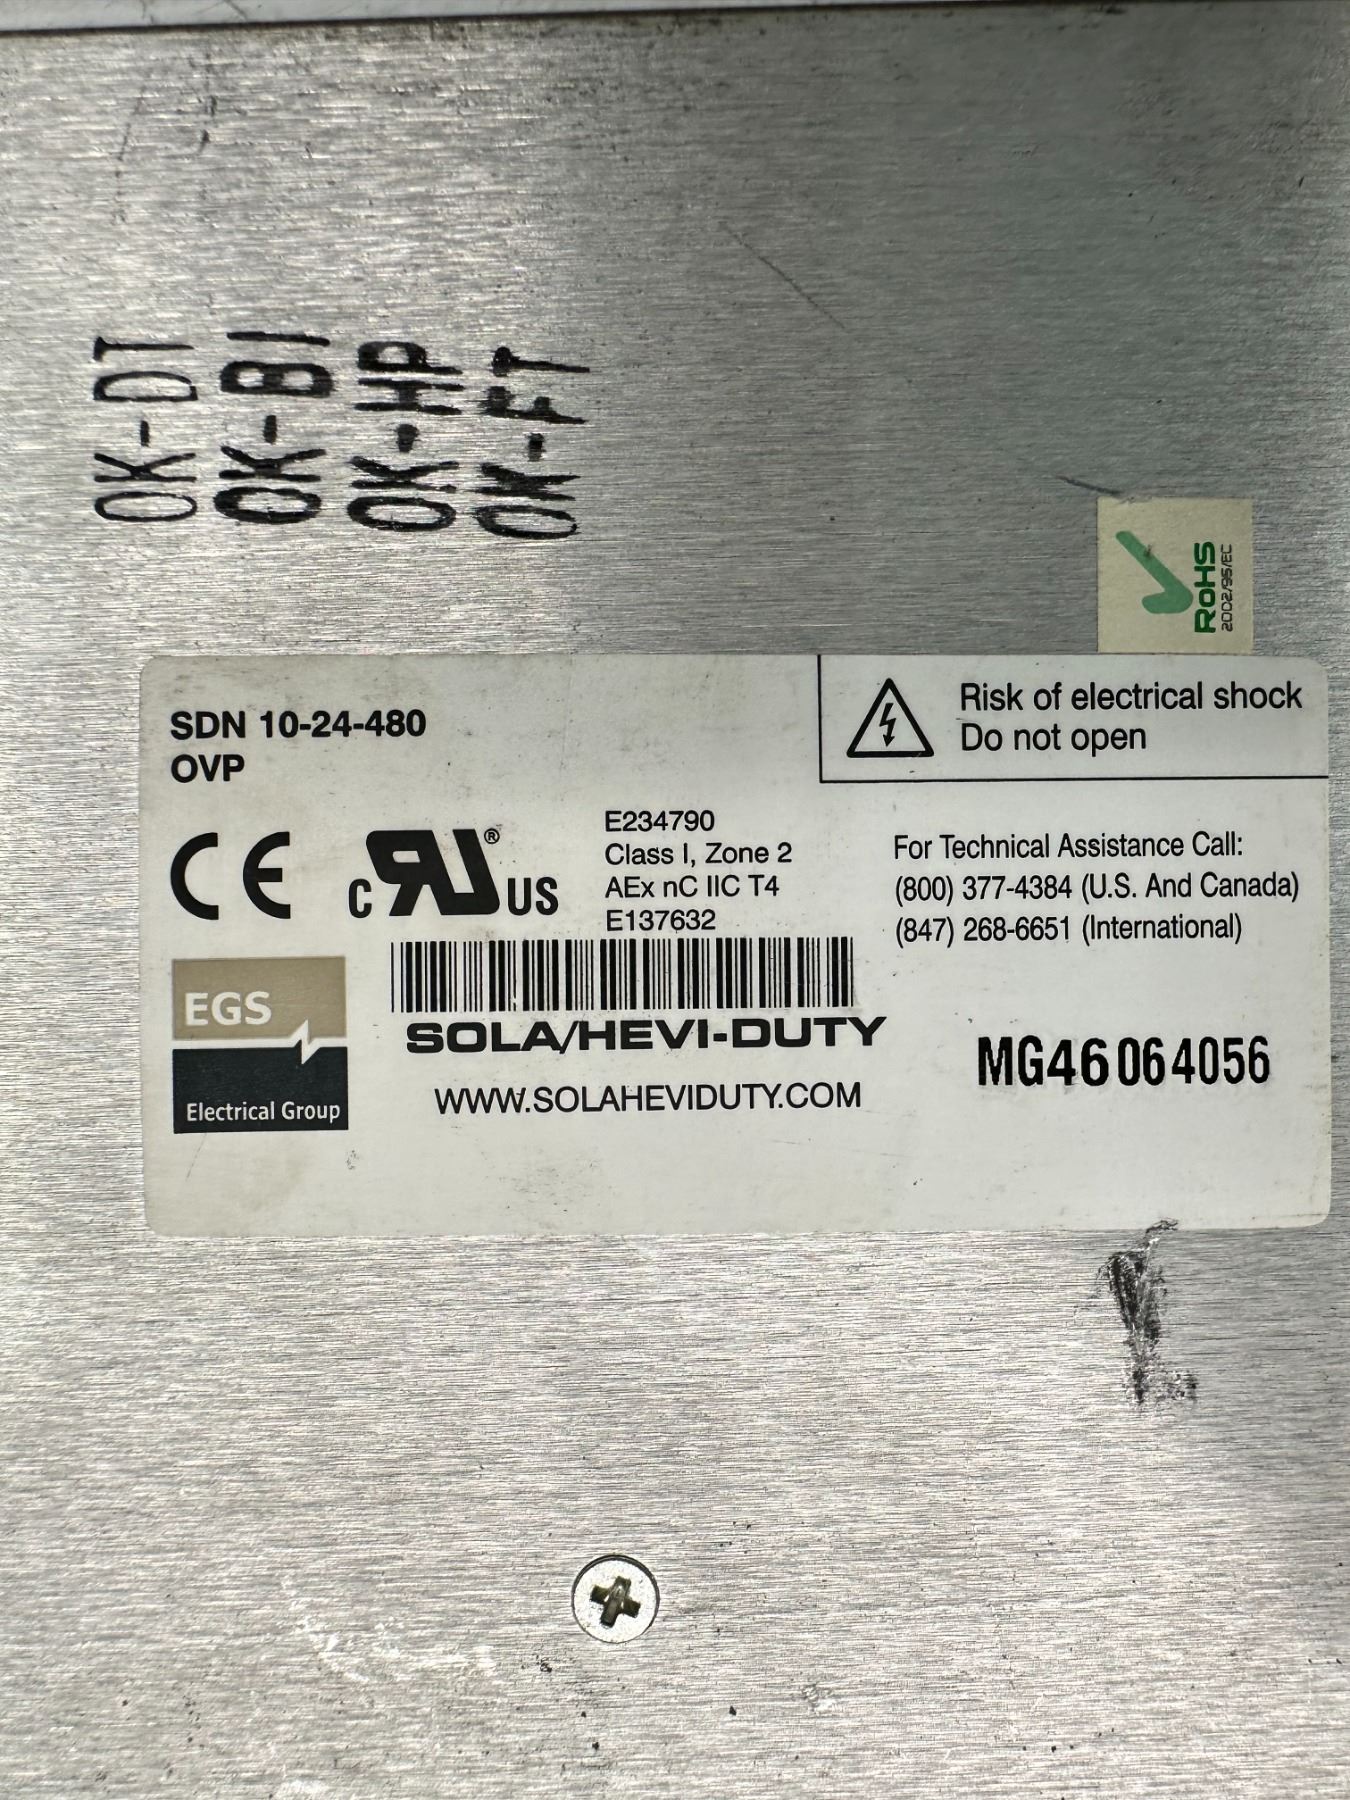 OK-DT
OK-BI
OK-HP
OK-FT
RoHS
2002/95/EC
SDN 10-24-480
OVP
Risk of electrical shock
Do not open
CE
c RU® US
E234790
Class I, Zone 2
AEx nC IIC T4
E137632
For Technical Assistance Call:
(800) 377-4384 (U.S. And Canada)
(847) 268-6651 (International)
EGS
Electrical Group
SOLA/HEVI-DUTY
WWW.SOLAHEVIDUTY.COM
MG46064056